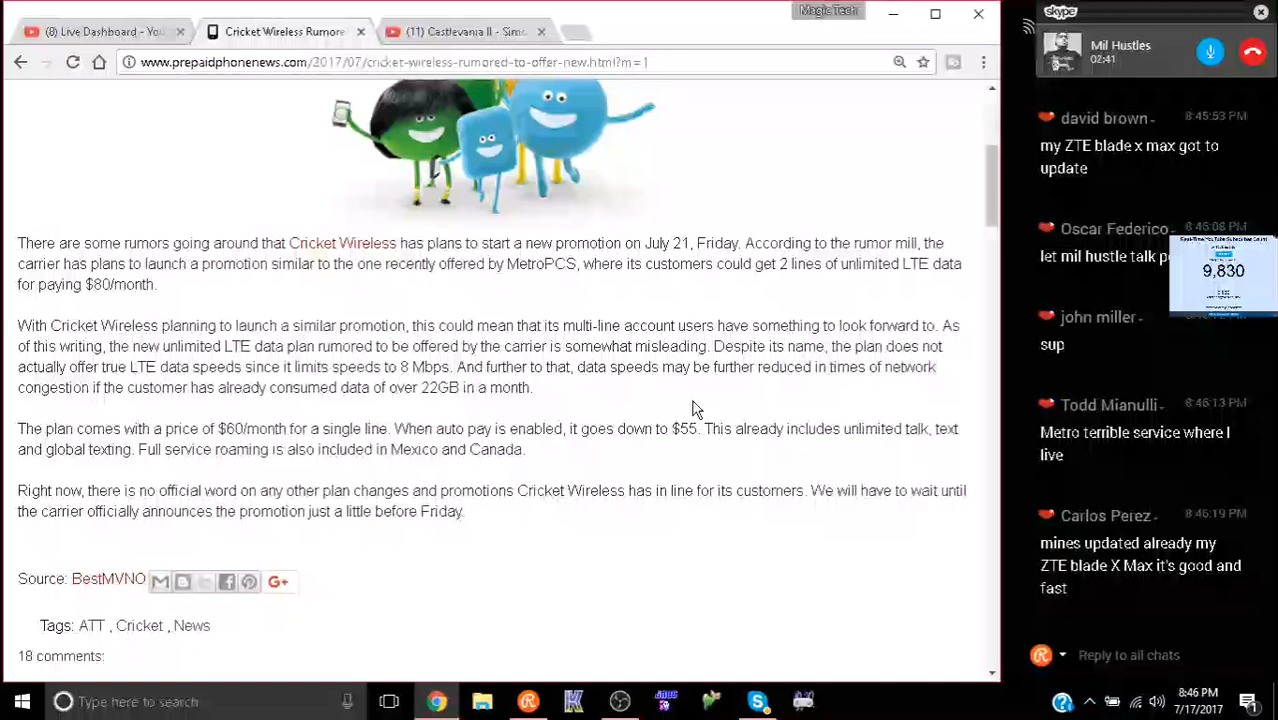 Magic Tech
(8) Live Dashboard - You
Cricket Wireless Rumore
(11) Castlevania II - Simo
www.prepaidphonenews.com/2017/07/cricket-wireless-rumored-to-offer-new.html?m=1
There are some rumors going around that Cricket Wireless has plans to start a new promotion on July 21, Friday. According to the rumor mill, the
carrier has plans to launch a promotion similar to the one recently offered by MetroPCS, where its customers could get 2 lines of unlimited LTE data
for paying $80/month.
With Cricket Wireless planning to launch a similar promotion, this could mean that its multi-line account users have something to look forward to. As
of this writing, the new unlimited LTE data plan rumored to be offered by the carrier is somewhat misleading. Despite its name, the plan does not
actually offer true LTE data speeds since it limits speeds to 8 Mbps. And further to that, data speeds may be further reduced in times of network
congestion if the customer has already consumed data of over 22GB in a month.
The plan comes with a price of $60/month for a single line. When auto pay is enabled, it goes down to $55. This already includes unlimited talk, text
and global texting. Full service roaming is also included in Mexico and Canada.
Right now, there is no official word on any other plan changes and promotions Cricket Wireless has in line for its customers. We will have to wait until
the carrier officially announces the promotion just a little before Friday.
Source: BestMVNO
G+
Tags: ATT , Cricket , News
18 comments:
skype
Mil Hustles
02:41
david brown - 8:45:53 PM
my ZTE blade x max got to
update
Oscar Federico - 8:46:08 PM
let mil hustle talk
9,830
john miller -
sup
Todd Mianulli - 8:46:13 PM
Metro terrible service where I
live
Carlos Perez - 8:46:19 PM
mines updated already my
ZTE blade X Max it's good and
fast
Reply to all chats
Type here to search
8:46 PM
7/17/2017